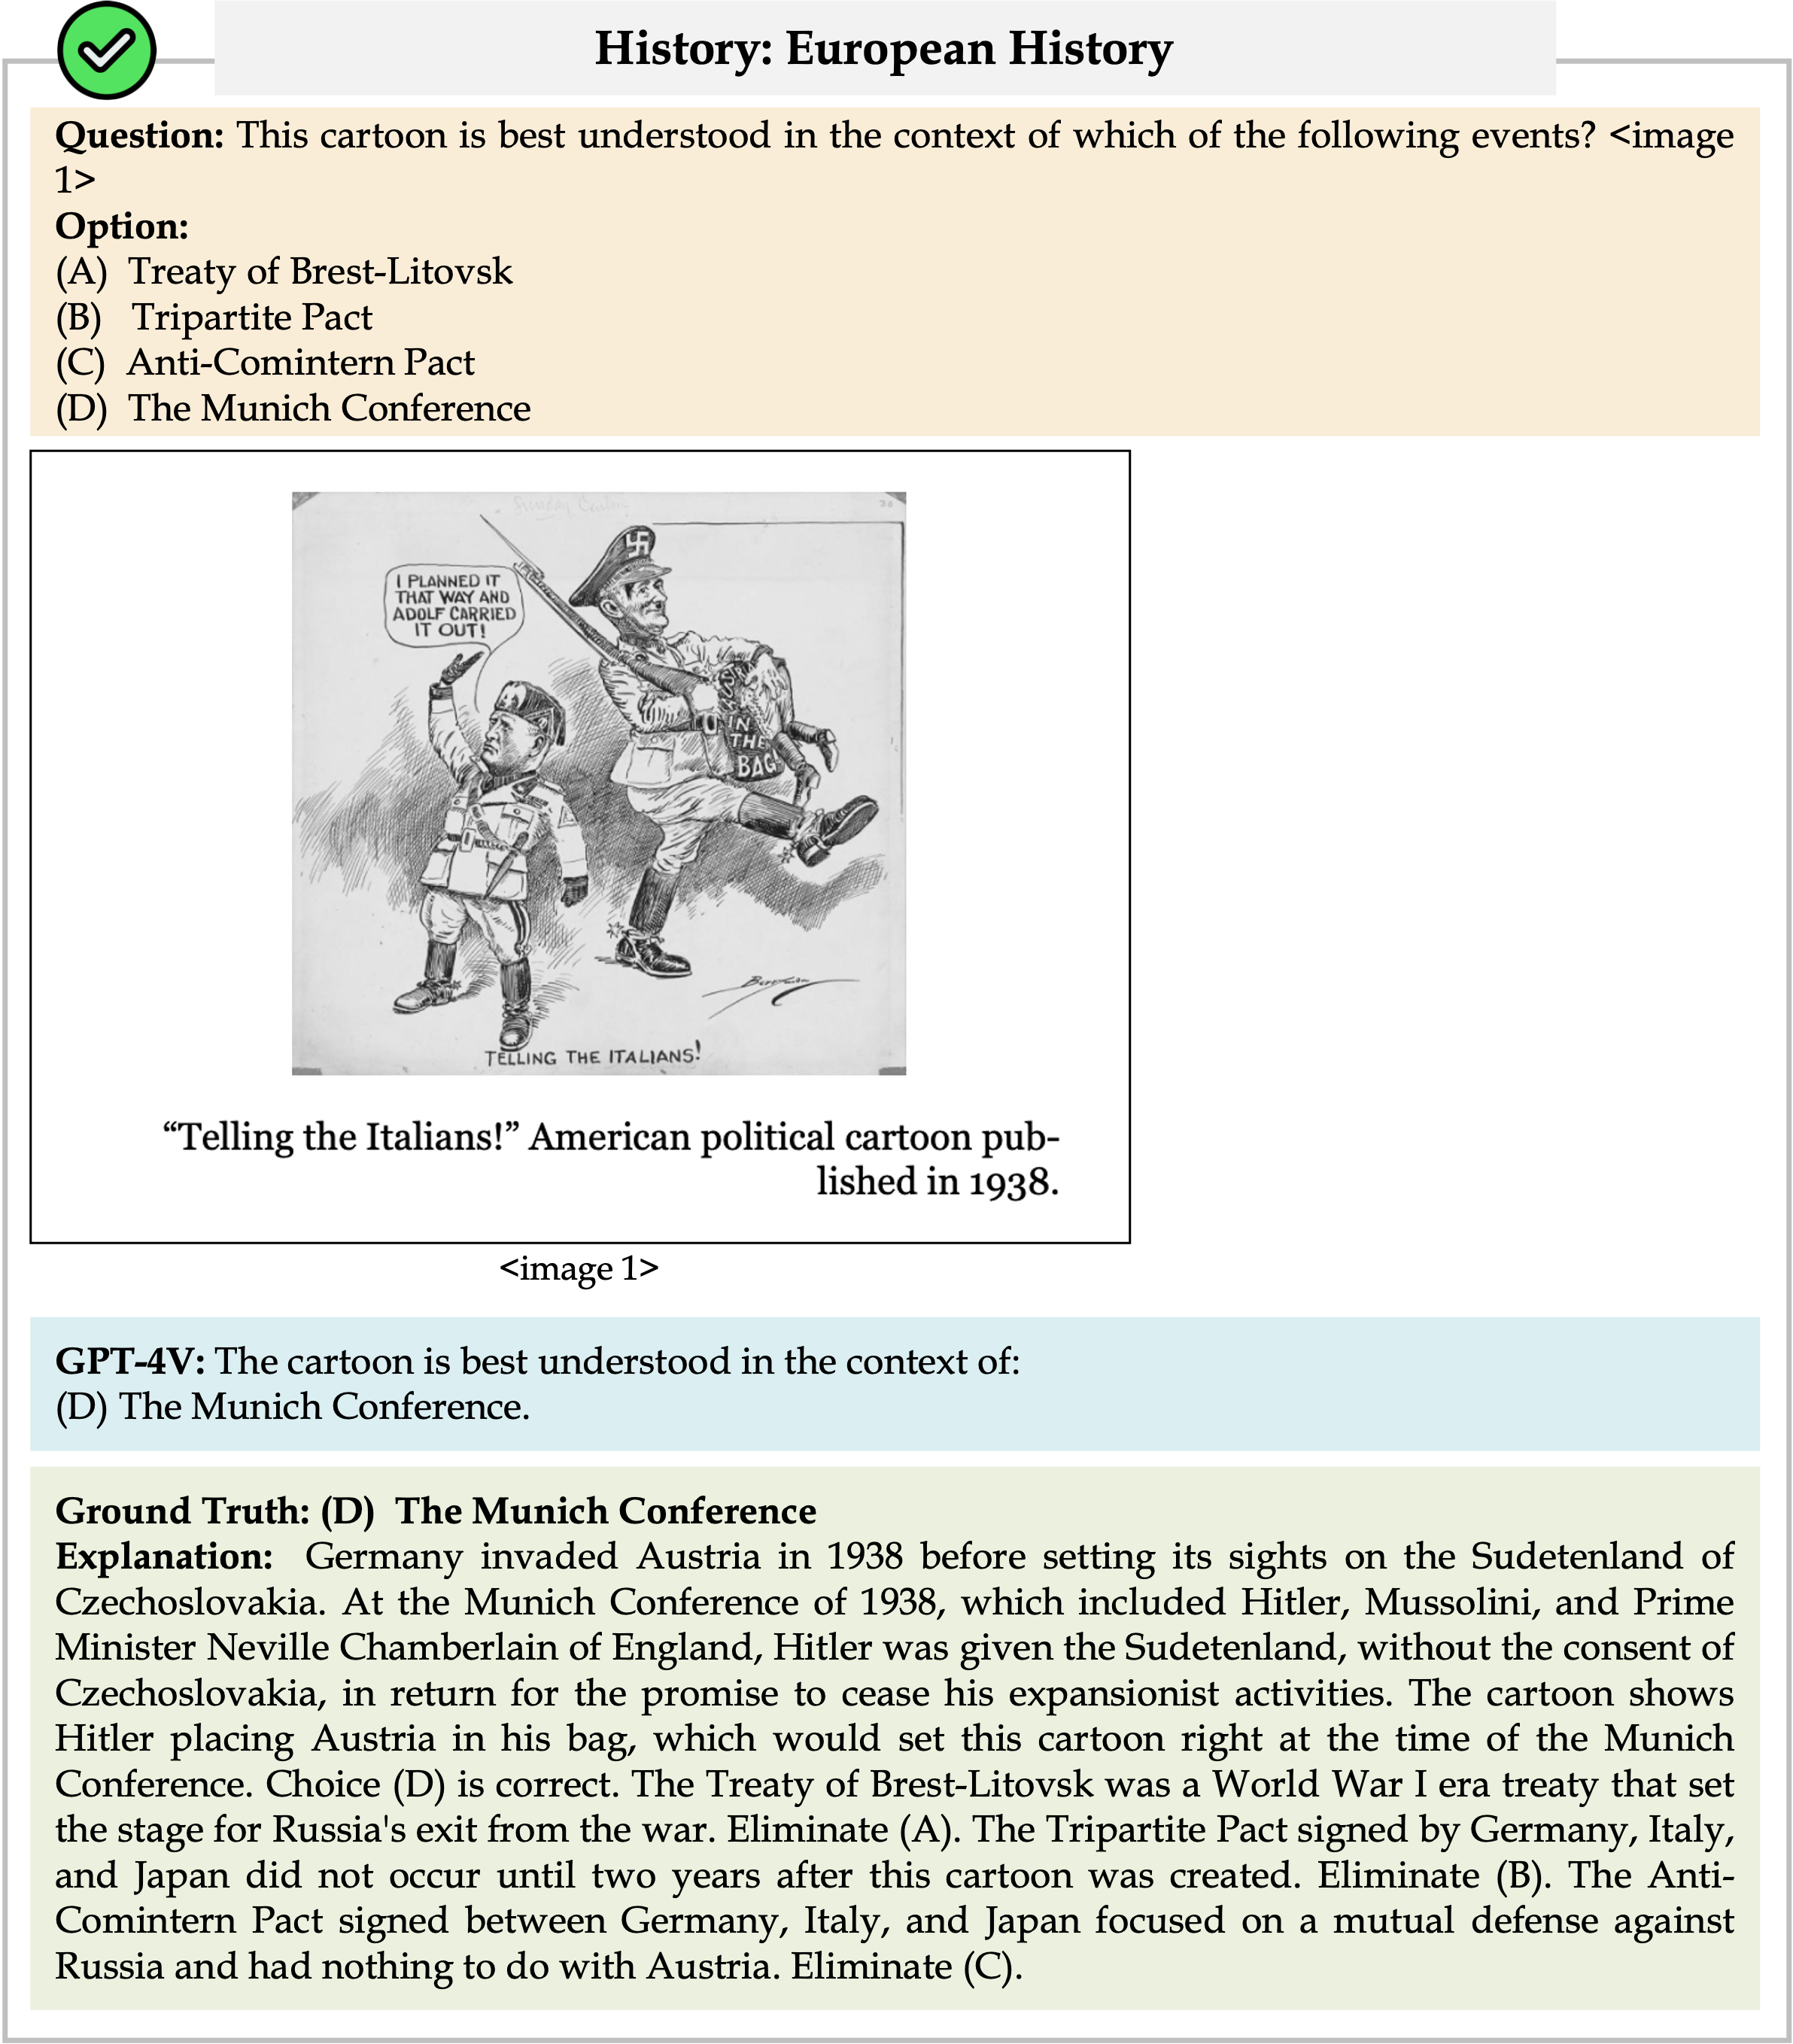 History: European History
Question: This cartoon is best understood in the context of which of the following events? <image
1>
Option:
(A) Treaty of Brest-Litovsk
(B) Tripartite Pact
(C) Anti-Comintern Pact
(D) The Munich Conference
Sunday
I PLANNED IT
THAT WAY AND
ADOLF CARRIED
IT OUT!
IN
THE
BAG!
TELLING THE ITALIANS!
“Telling the Italians!” American political cartoon pub-
lished in 1938.
<image 1>
GPT-4V: The cartoon is best understood in the context of:
(D) The Munich Conference.
Ground Truth: (D) The Munich Conference
Explanation: Germany invaded Austria in 1938 before setting its sights on the Sudetenland of
Czechoslovakia. At the Munich Conference of 1938, which included Hitler, Mussolini, and Prime
Minister Neville Chamberlain of England, Hitler was given the Sudetenland, without the consent of
Czechoslovakia, in return for the promise to cease his expansionist activities. The cartoon shows
Hitler placing Austria in his bag, which would set this cartoon right at the time of the Munich
Conference. Choice (D) is correct. The Treaty of Brest-Litovsk was a World War I era treaty that set
the stage for Russia's exit from the war. Eliminate (A). The Tripartite Pact signed by Germany, Italy,
and Japan did not occur until two years after this cartoon was created. Eliminate (B). The Anti-
Comintern Pact signed between Germany, Italy, and Japan focused on a mutual defense against
Russia and had nothing to do with Austria. Eliminate (C).